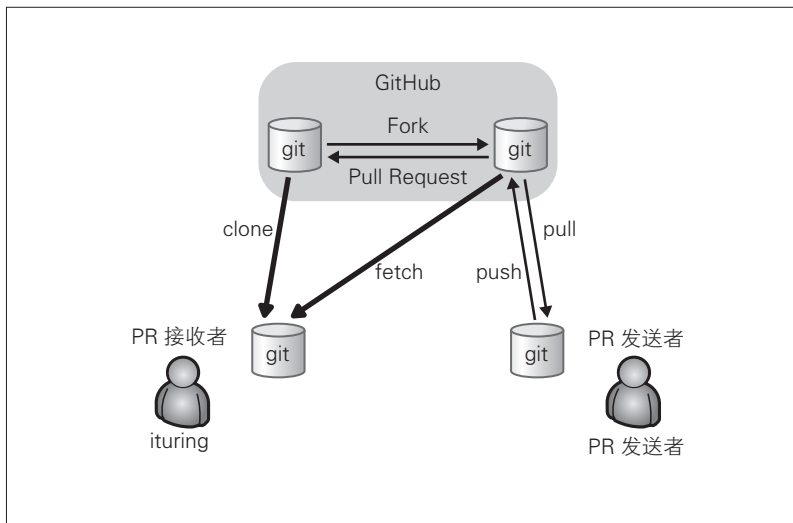 GitHub
Fork
git
git
Pull Request
clone
pull
fetch
push
PR 接收者
git
git
PR 发送者
ituring
PR 发送者